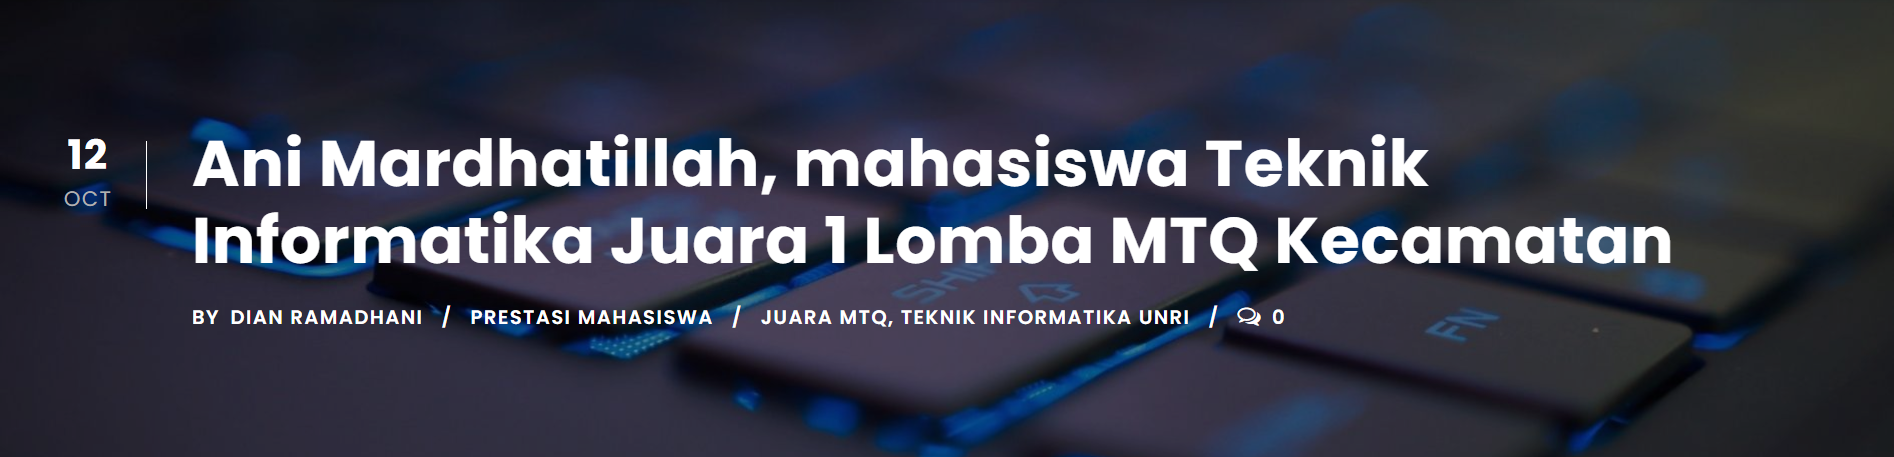 12
OCT
Ani Mardhatillah, mahasiswa Teknik
Informatika Juara 1 Lomba MTQ Kecamatan
BY DIAN RAMADHANI / PRESTASI MAHASISWA / JUARA MTQ, TEKNIK INFORMATIKA UNRI / 0
FN